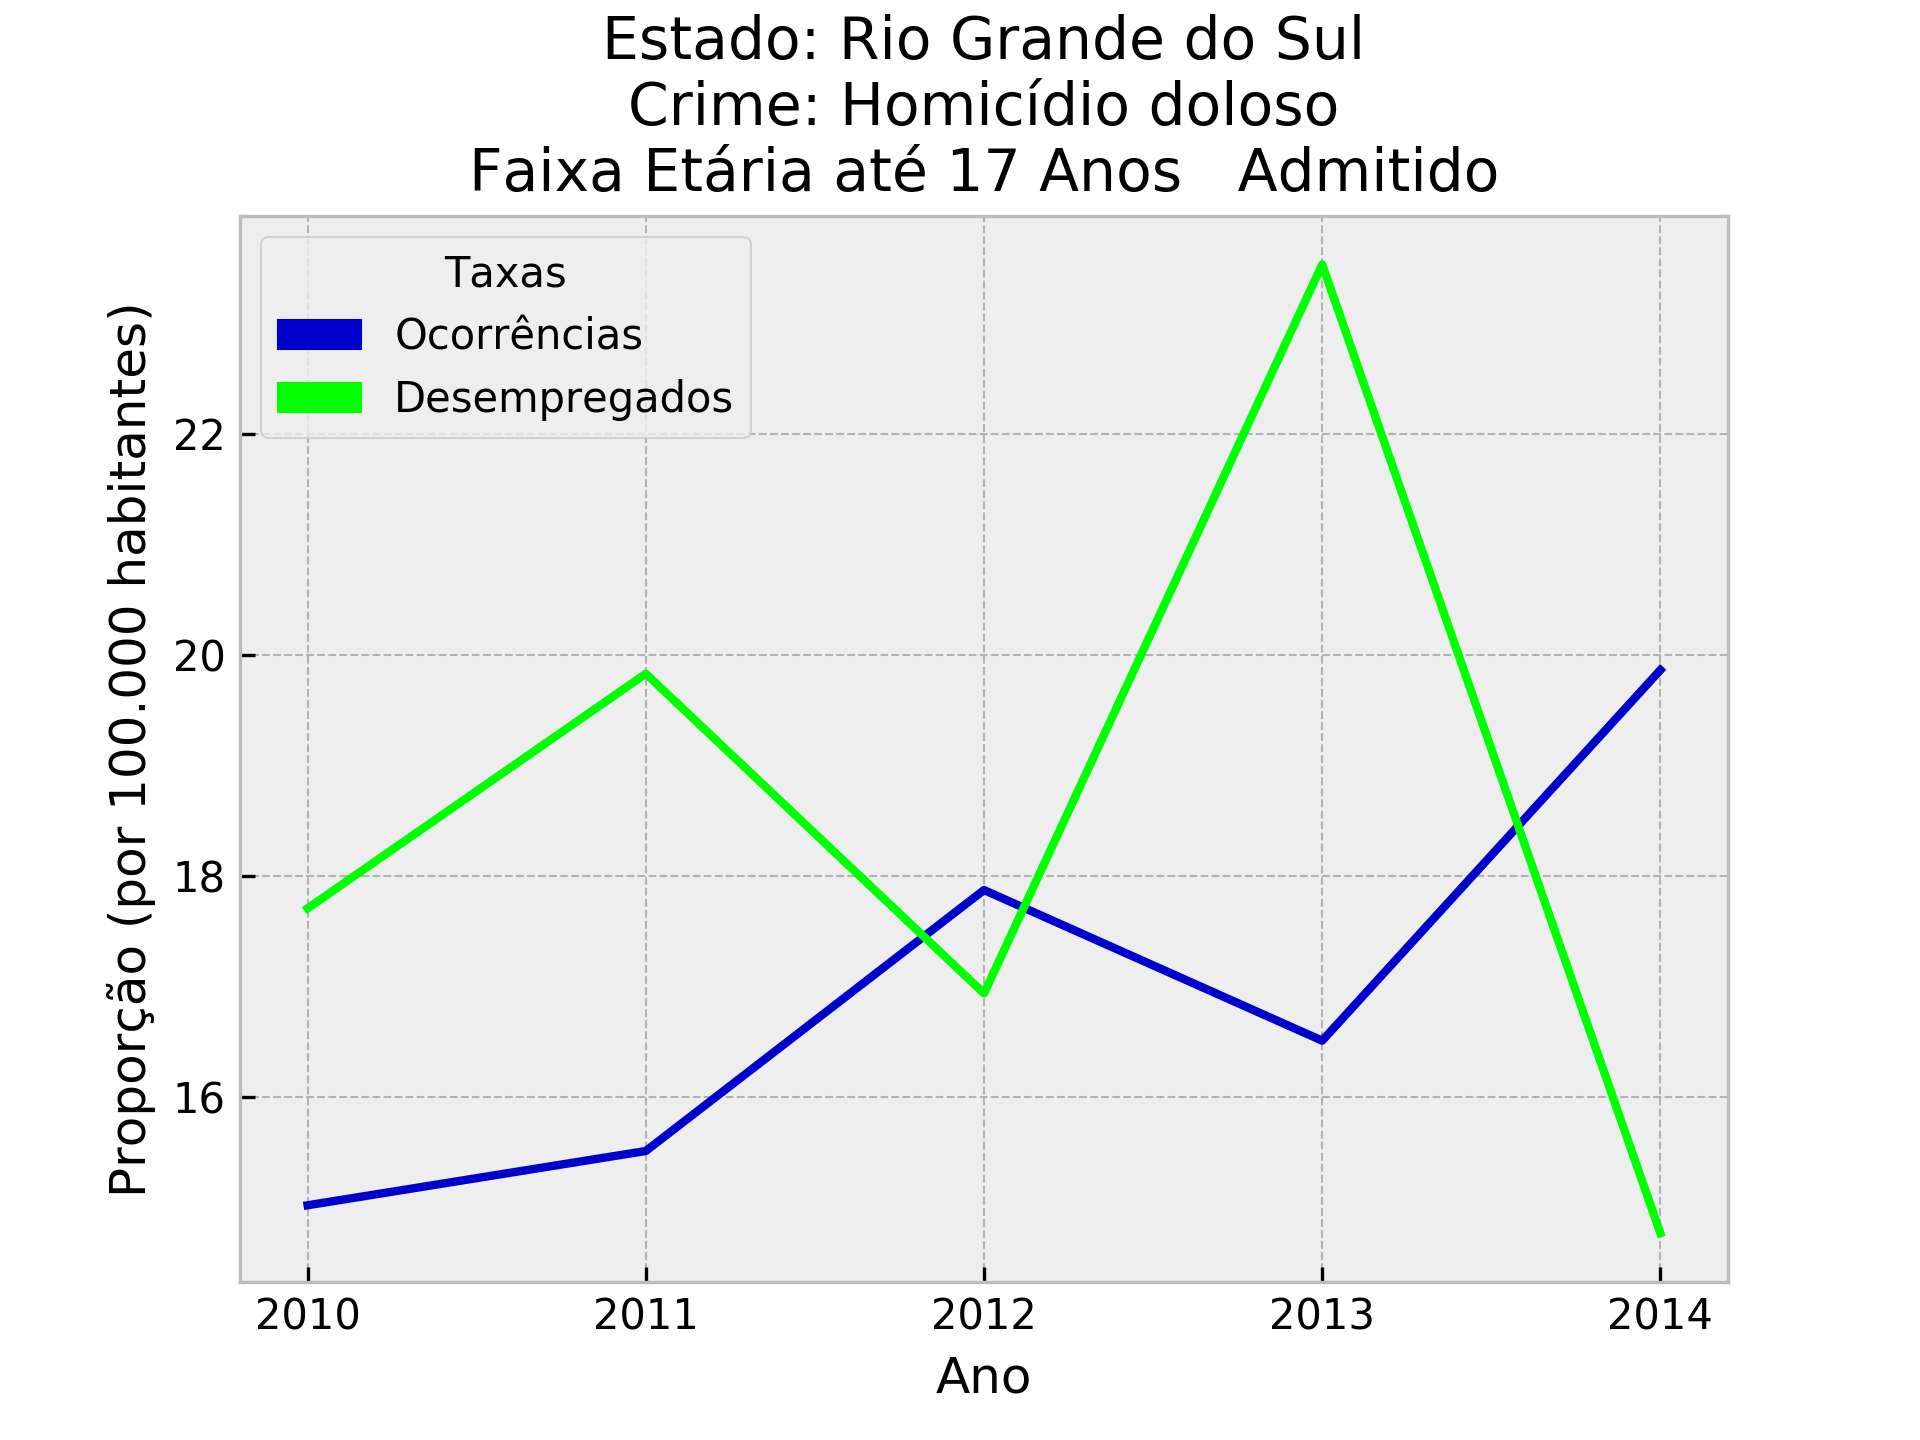 Estado: Rio Grande do Sul
Crime: Homicídio doloso
Faixa Etária até 17 Anos   Admitido
Taxas
Ocorrências
Desempregados
Proporção (por 100.000 habitantes)
22
20
18
16
2010 2011 2012 2013 2014
Ano